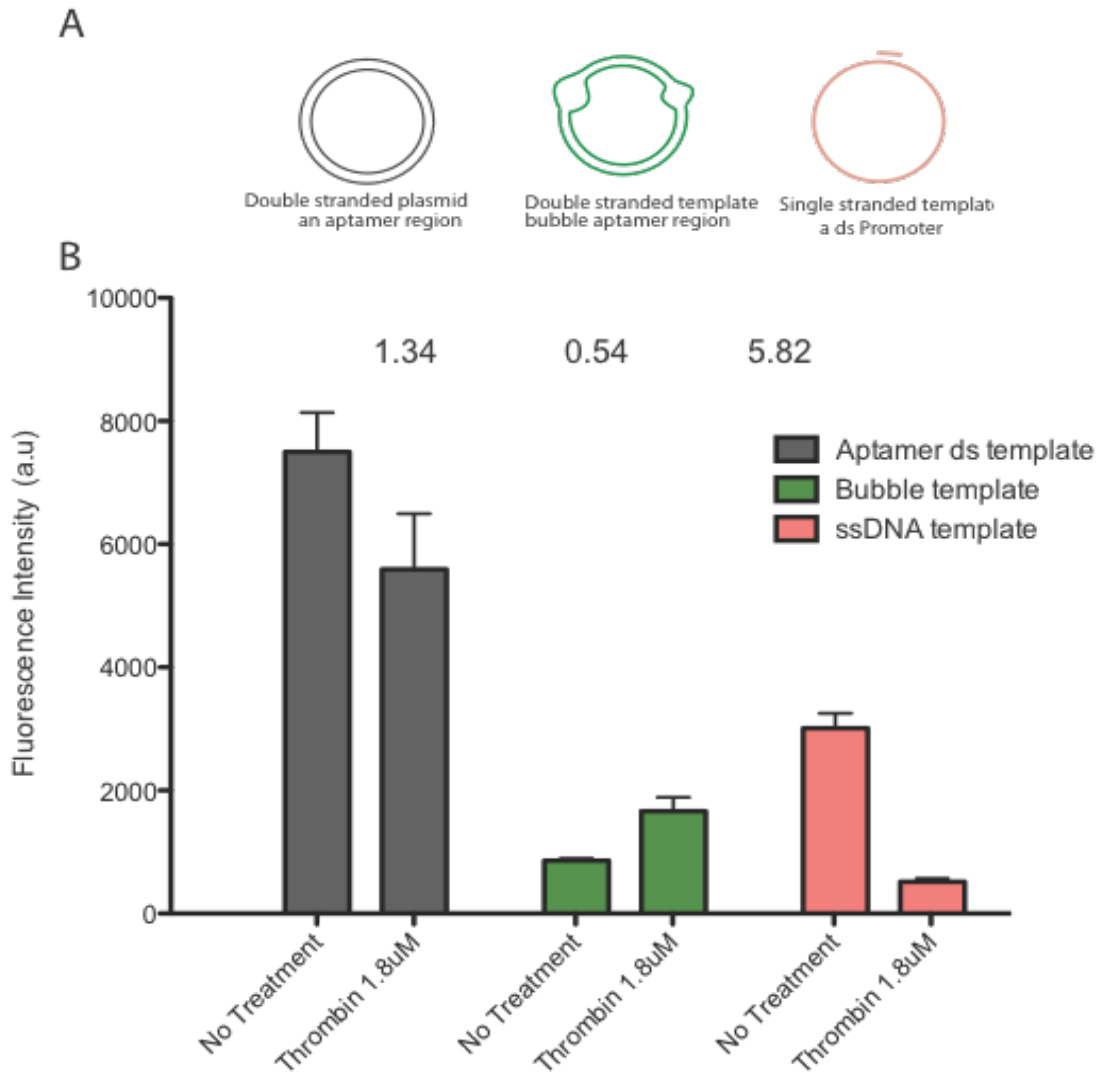 A
Double stranded plasmid
an aptamer region
Double stranded template
bubble aptamer region
Single stranded templat
a ds Promoter
B
10000
8000
6000
4000
2000
0
Fluorescence Intensity (a.u)
1.34
0.54
5.82
Aptamer ds template
Bubble template
ssDNA template
No Treatment
Thrombin 1.8uM
No Treatment
Thrombin 1.8uM
No Treatment
Thrombin 1.8uM